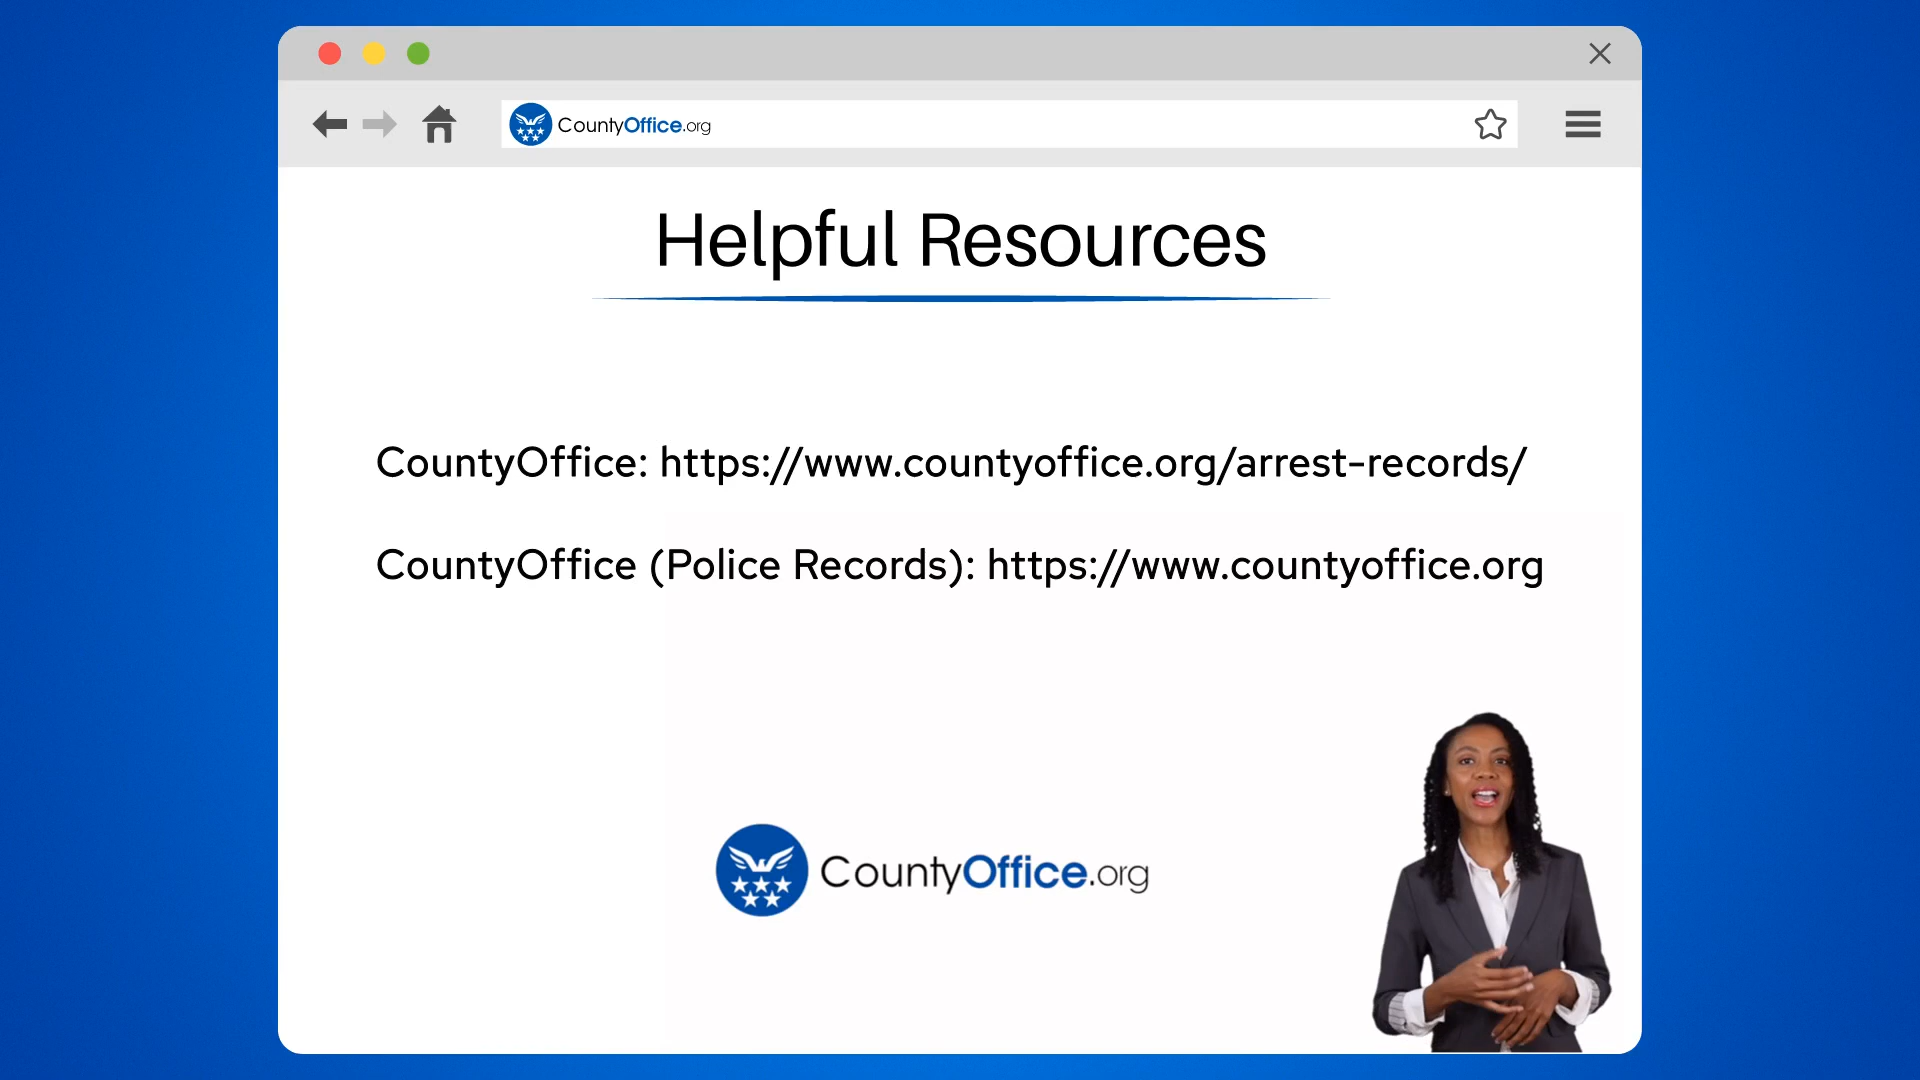 CountyOffice.org
Helpful Resources
CountyOffice: https://www.countyoffice.org/arrest-records/
CountyOffice (Police Records): https://www.countyoffice.org
CountyOffice.org